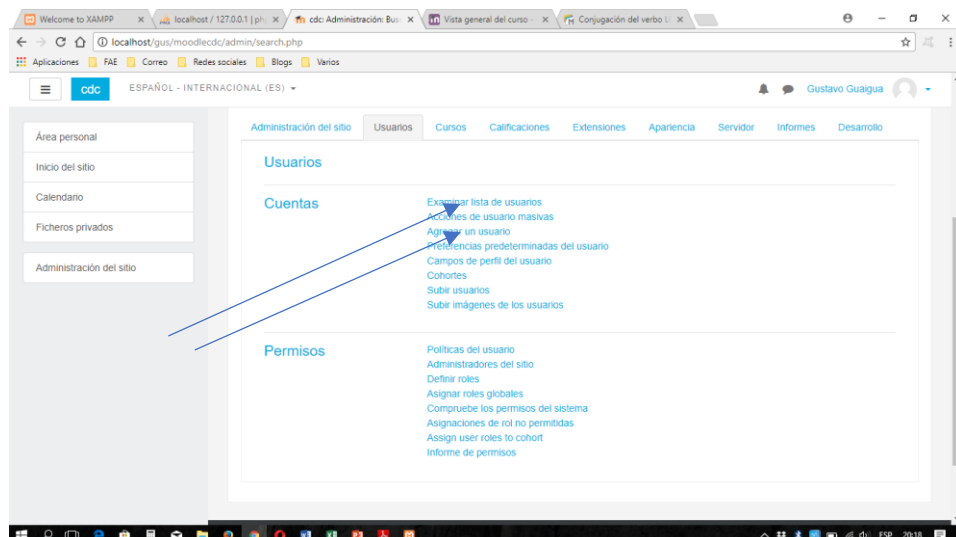 Welcome to XAMPP
localhost / 127.0.0.1 | ph
cdc: Administración: Bus
Vista general del curso -
Conjugación del verbo
localhost/gus/moodlecdc/admin/search.php
Aplicaciones FAE Correo Redes sociales Blogs Varios
cdc ESPAÑOL - INTERNACIONAL (ES) Gustavo Guaigua
Área personal
Inicio del sitio
Calendario
Ficheros privados
Administración del sitio
Administración del sitio Usuarios Cursos Calificaciones Extensiones Apariencia Servidor Informes Desarrollo
Usuarios
Cuentas
Examinar lista de usuarios
Acciones de usuario masivas
Agregar un usuario
Preferencias predeterminadas del usuario
Campos de perfil del usuario
Cohortes
Subir usuarios
Subir imágenes de los usuarios
Permisos
Políticas del usuario
Administradores del sitio
Definir roles
Asignar roles globales
Compruebe los permisos del sistema
Asignaciones de rol no permitidas
Assign user roles to cohort
Informe de permisos
ESP 20:18